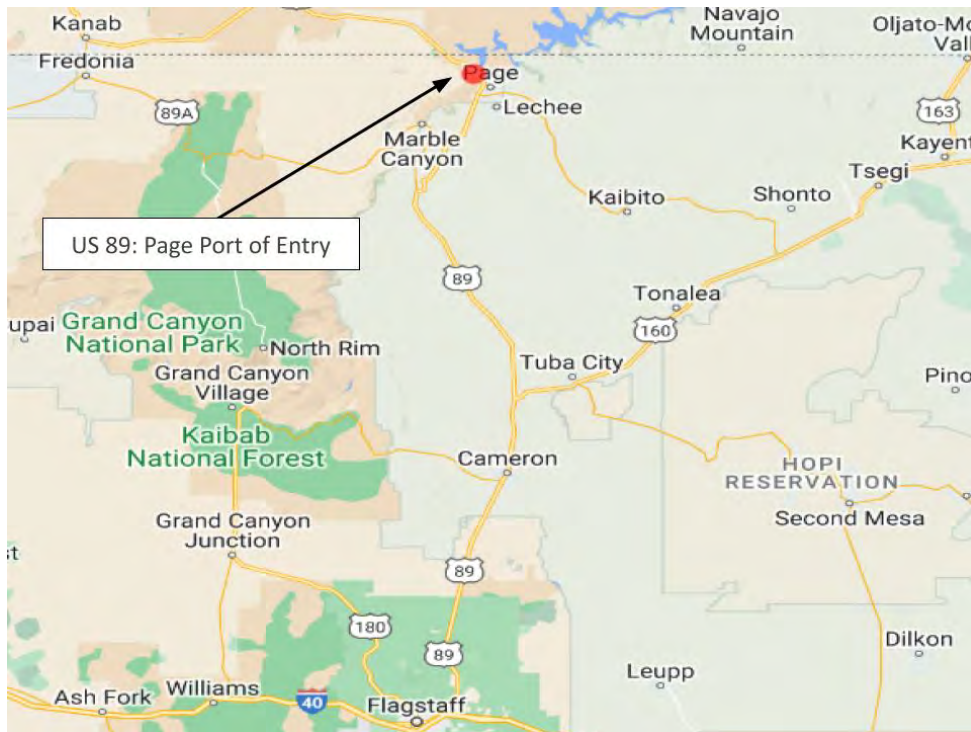 Kanab
Navajo
Mountain
Oljato-Mo
Vall
Fredonia
Page
89A
Lechee
163
Marble
Canyon
Kayent
Tsegi
Kaibito
Shonto
US 89: Page Port of Entry
89
Tonalea
upai
Grand Canyon
National Park
North Rim
160
Tuba City
Grand Canyon
Village
Pino
Kaibab
National Forest
Cameron
HOPI
RESERVATION
Second Mesa
Grand Canyon
Junction
st
89
180
89
Dilkon
Leupp
Ash Fork
Williams
40
Flagstaff